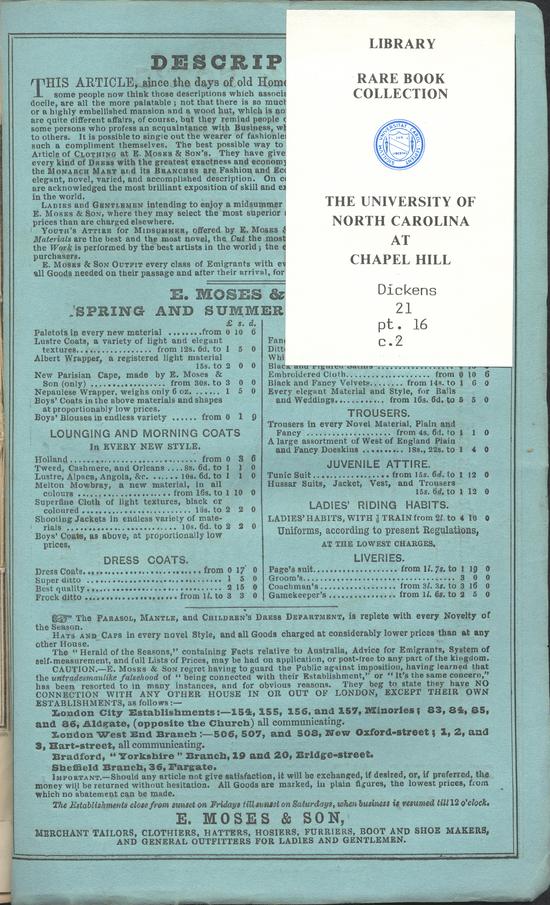 LIBRARY
RARE BOOK
COLLECTION
THE UNIVERSITY OF
NORTH CAROLINA
AT
CHAPEL HILL
Dickens
21
pt. 16
c.2
DESCRIP
THIS ARTICLE, since the days of old Home
some people now think those descriptions which associ
docile, are all the more palatable; not that there is so muc
or a highly embellished mansion and a wood hut, which is no
are quite different affairs, of course, but they remind people o
some persons who profess an acquaintance with Business, wh
to others. It is possible to single out the wearer of fashionable
such a compliment themselves. The best possible way to
Article of CLOTHING at E. MOSES & SON'S. They have give
every kind of DRESS with the greatest exactness and economy
the MONARCH MART and its BRANCHES are Fashion and Eco
elegant, novel, varied, and accomplished description. On c
are acknowledged the most brilliant exposition of skill and ex
in the world.
LADIES and GENTLEMEN intending to enjoy a midsummer
E. MOSES & SON, where they may select the most superior
prices than are charged elsewhere.
YOUTH'S ATTIRE for MIDSUMMER, offered by E. MOSES &
Materials are the best and the most novel, the Cut the most
the Work is performed by the best artists in the world; the e
purchasers.
E. MOSES & SON OUTFIT every class of Emigrants with ev
all Goods needed on their passage and after their arrival, for
E. MOSES &
SPRING AND SUMMER
£ s. d.
Paletots in every new material ........from 0 10 6
Lustre Coats, a variety of light and elegant
textures............... from 12s. 6d. to 1 5 0
Albert Wrapper, a registered light material
15s. to 2 0 0
New Parisian Cape, made by E. Moses &
Son (only) ............... from 30s. to 3 0 0
Nepaulese Wrapper, weighs only 6 oz. ...... 1 5 0
Boys' Coats in the above materials and shapes
at proportionably low prices.
Boys' Blouses in endless variety ...... from 0 1 9
LOUNGING AND MORNING COATS
In EVERY NEW STYLE.
Holland ........................ from 0 3 6
Tweed, Cashmere, and Orleans .... 8s. 6d. to 1 1 0
Lustre, Alpaca, Angola, &c. ..... 10s. 6d. to 1 1 0
Melton Mowbray, a new material, in all
colours ............... from 16s. to 1 10 0
Superfine Cloth of light textures, black or
coloured ................... 18s. to 2 2 0
Shooting Jackets in endless variety of mate-
rials ................... 10s. 6d. to 2 2 0
Boys' Coats, as above, at proportionally low
prices,
DRESS COATS.
Dress Coats.................. from 0 17 0
Super ditto ................. 1 5 0
Best quality ................. 2 15 0
Frock ditto .............. from 1l. to 3 3 0
Fanc
Ditto
Whi
Black and Figured Satins
Embroidered Cloth............... from 0 10 6
Black and Fancy Velvets....... from 14s. to 1 6 0
Every elegant Material and Style, for Balls
and Weddings........... from 16s. 6d. to 5 5 0
TROUSERS.
Trousers in every Novel Material, Plain and
Fancy ................ from 4s. 6d. to 1 1 0
A large assortment of West of England Plain
and Fancy Doeskins ....... 18s., 22s. to 1 4 0
JUVENILE ATTIRE.
Tunic Suit ............. from 15s. 6d. to 1 12 0
Hussar Suits, Jacket, Vest, and Trousers
15s. 6d. to 1 12 0
LADIES' RIDING HABITS.
LADIES' HABITS, WITH ¾ TRAIN from 2l. to 4 10 0
Uniforms, according to present Regulations,
AT THE LOWEST CHARGES.
LIVERIES.
Page's suit............. from 1l. 7s. to 1 19 0
Groom's.................... 3 0 0
Coachman's ........... from 3l. 3s. to 3 16 0
Gamekeeper's ......... from 1l. 6s. to 2 5 0
The PARASOL, MANTLE, and CHILDREN'S DRESS DEPARTMENT, is replete with every Novelty of
the Season.
HATS AND CAPS in every novel Style, and all Goods charged at considerably lower prices than at any
other House.
The "Herald of the Seasons," containing Facts relative to Australia, Advice for Emigrants, System of
self-measurement, and full Lists of Prices, may be had on application, or post-free to any part of the kingdom.
CAUTION.—E. MOSES & SON regret having to guard the Public against imposition, having learned that
the untradesmanlike falsehood of "being connected with their Establishment," or "It's the same concern,"
has been resorted to in many instances, and for obvious reasons. They beg to state they have NO
CONNECTION WITH ANY OTHER HOUSE IN OR OUT OF LONDON, EXCEPT THEIR OWN
ESTABLISHMENTS, as follows:—
London City Establishments:—154, 155, 156, and 157, Minories; 83, 84, 85,
and 86, Aldgate, (opposite the Church) all communicating.
London West End Branch:—506, 507, and 508, New Oxford-street; 1, 2, and
3, Hart-street, all communicating.
Bradford, "Yorkshire" Branch, 19 and 20, Bridge-street.
Sheffield Branch, 36, Fargate.
IMPORTANT.—Should any article not give satisfaction, it will be exchanged, if desired, or, if preferred, the
money will be returned without hesitation. All Goods are marked, in plain figures, the lowest prices, from
which no abatement can be made.
The Establishments close from sunset on Fridays till sunset on Saturdays, when business is resumed till 12 o'clock.
E. MOSES & SON,
MERCHANT TAILORS, CLOTHIERS, HATTERS, HOSIERS, FURRIERS, BOOT AND SHOE MAKERS,
AND GENERAL OUTFITTERS FOR LADIES AND GENTLEMEN.